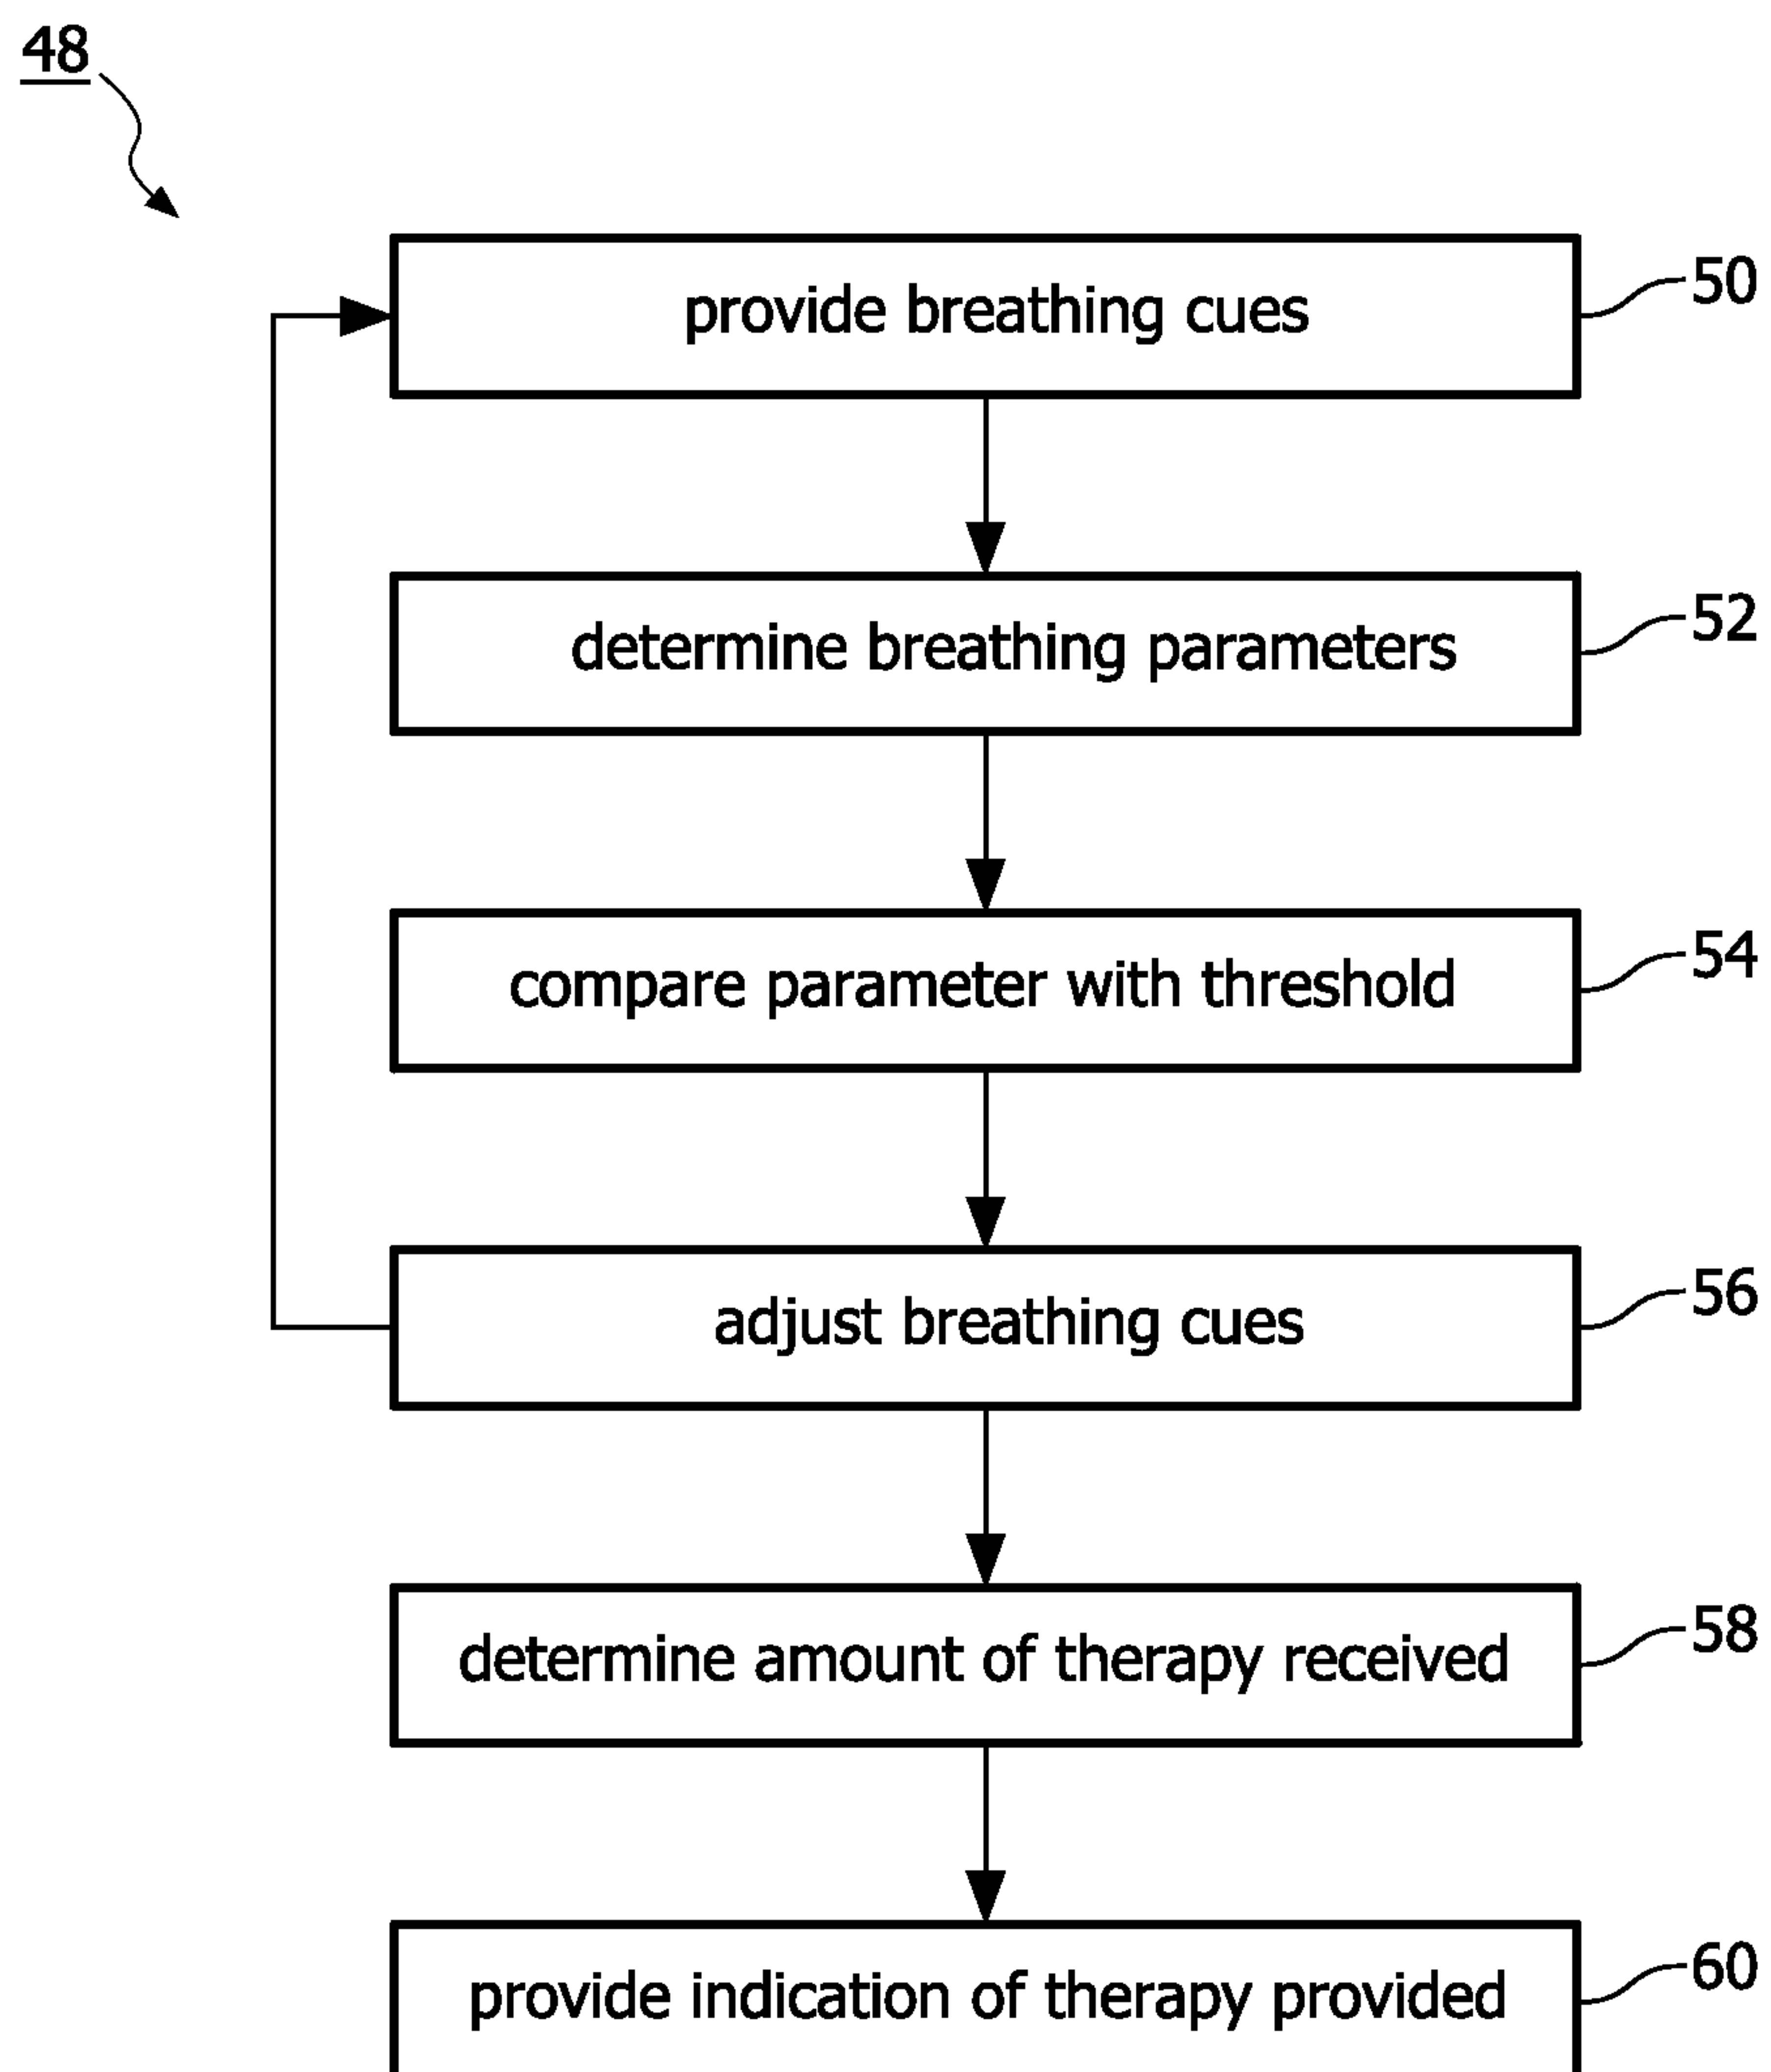 48
provide breathing cues
50
determine breathing parameters
52
compare parameter with threshold
54
adjust breathing cues
56
determine amount of therapy received
58
provide indication of therapy provided
60